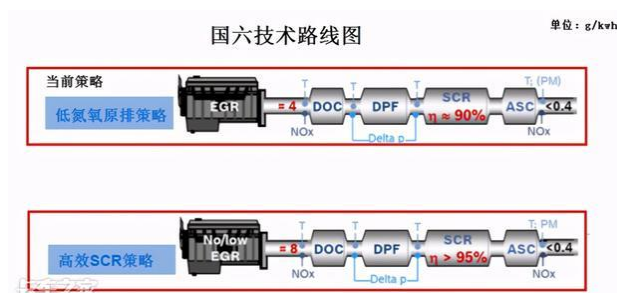 国六技术路线图
单位：g/kwh
当前策略
低氮氧原排策略
EGR
= 4
T
NOx
DOC
T
DPF
T
Delta p
SCR
η ≈ 90%
ASC
T; (PM)
<0.4
NOx
高效SCR策略
No/low
EGR
= 8
T
NOx
DOC
T
DPF
T
Delta p
SCR
η > 95%
ASC
T; PM
<0.4
NOx